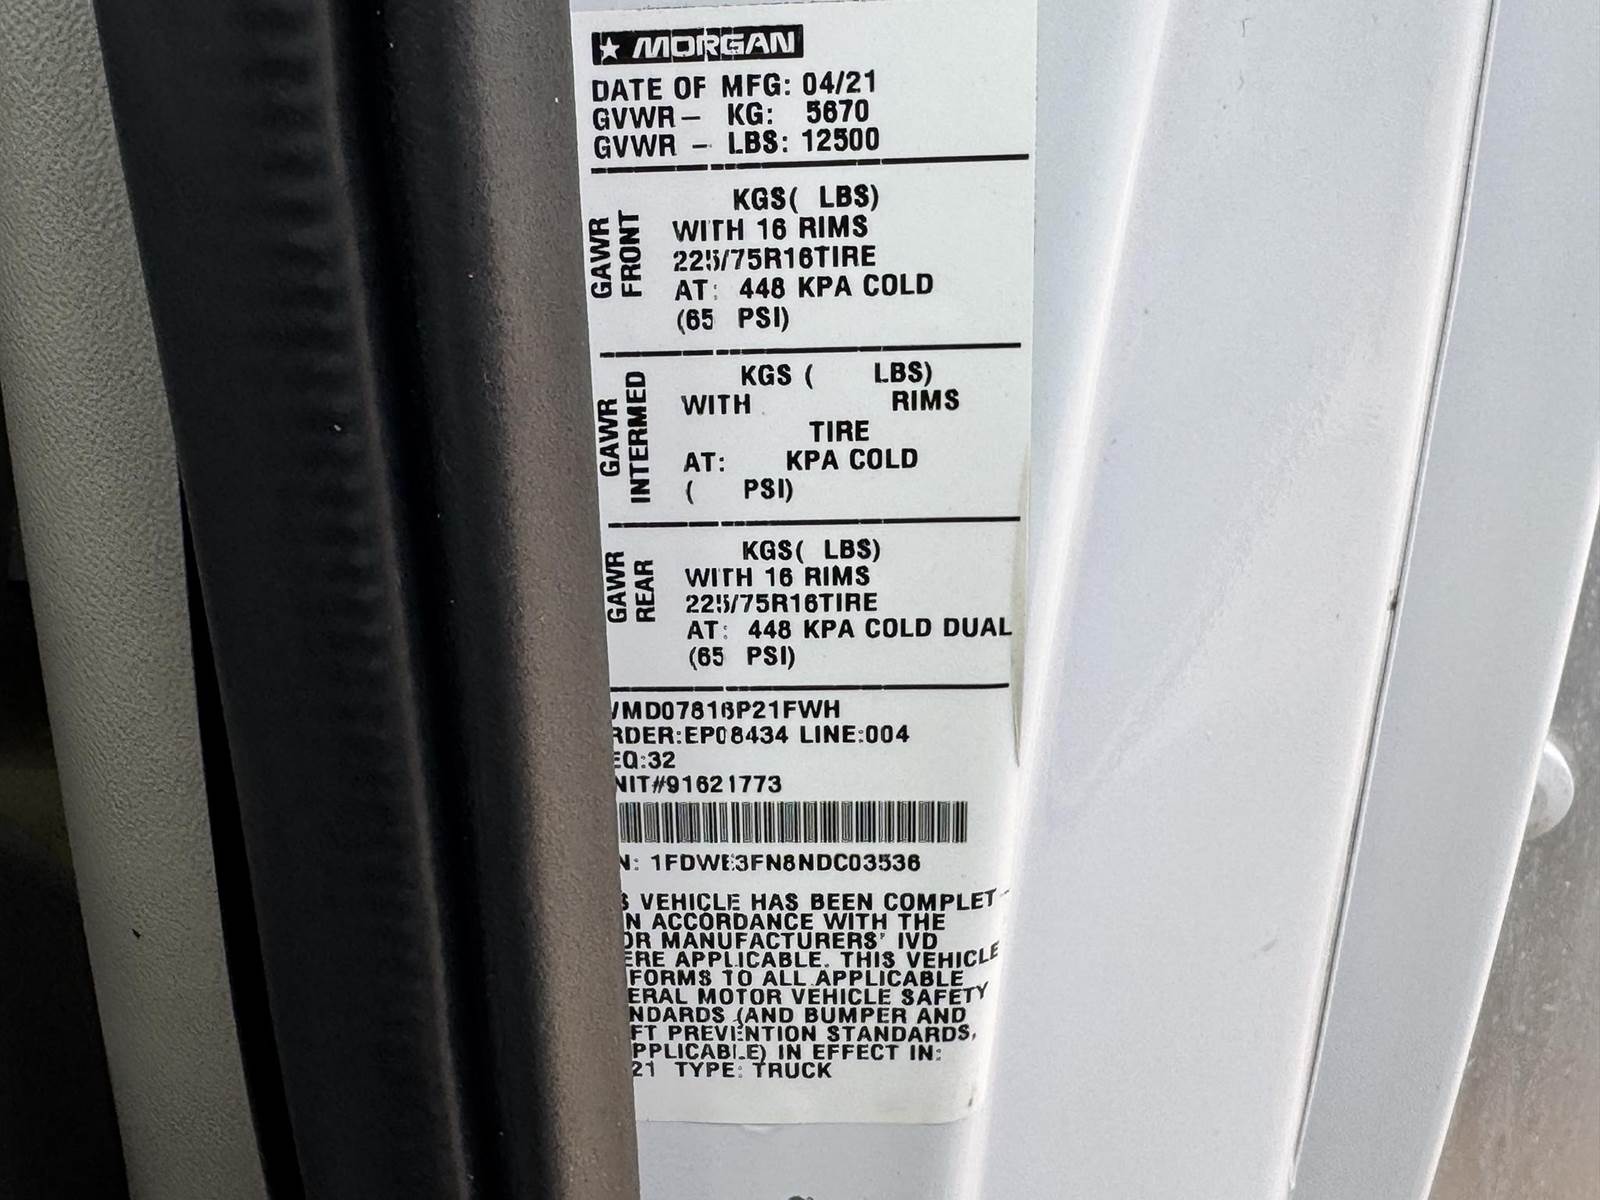 MORGAN
DATE OF MFG: 04/21
GVWR- KG: 5670
GVWR - LBS: 12500
GAWR FRONT
KGS( LBS)
WITH 16 RIMS
225/75R16TIRE
AT: 448 KPA COLD
(65 PSI)
GAWR INTERMED
KGS ( LBS)
WITH RIMS
TIRE
AT: KPA COLD
( PSI)
GAWR REAR
KGS( LBS)
WITH 16 RIMS
225/75R16TIRE
AT: 448 KPA COLD DUAL
(65 PSI)
VMD07816P21FWH
RDER:EP08434 LINE:004
EQ:32
NIT#91621773
N: 1FDWE3FN8NDC03536
S VEHICLE HAS BEEN COMPLET-
N ACCORDANCE WITH THE
OR MANUFACTURERS' IVD
ERE APPLICABLE. THIS VEHICLE
FORMS TO ALL APPLICABLE
ERAL MOTOR VEHICLE SAFETY
NDARDS (AND BUMPER AND
FT PREVENTION STANDARDS,
PPLICABLE) IN EFFECT IN:
21 TYPE: TRUCK